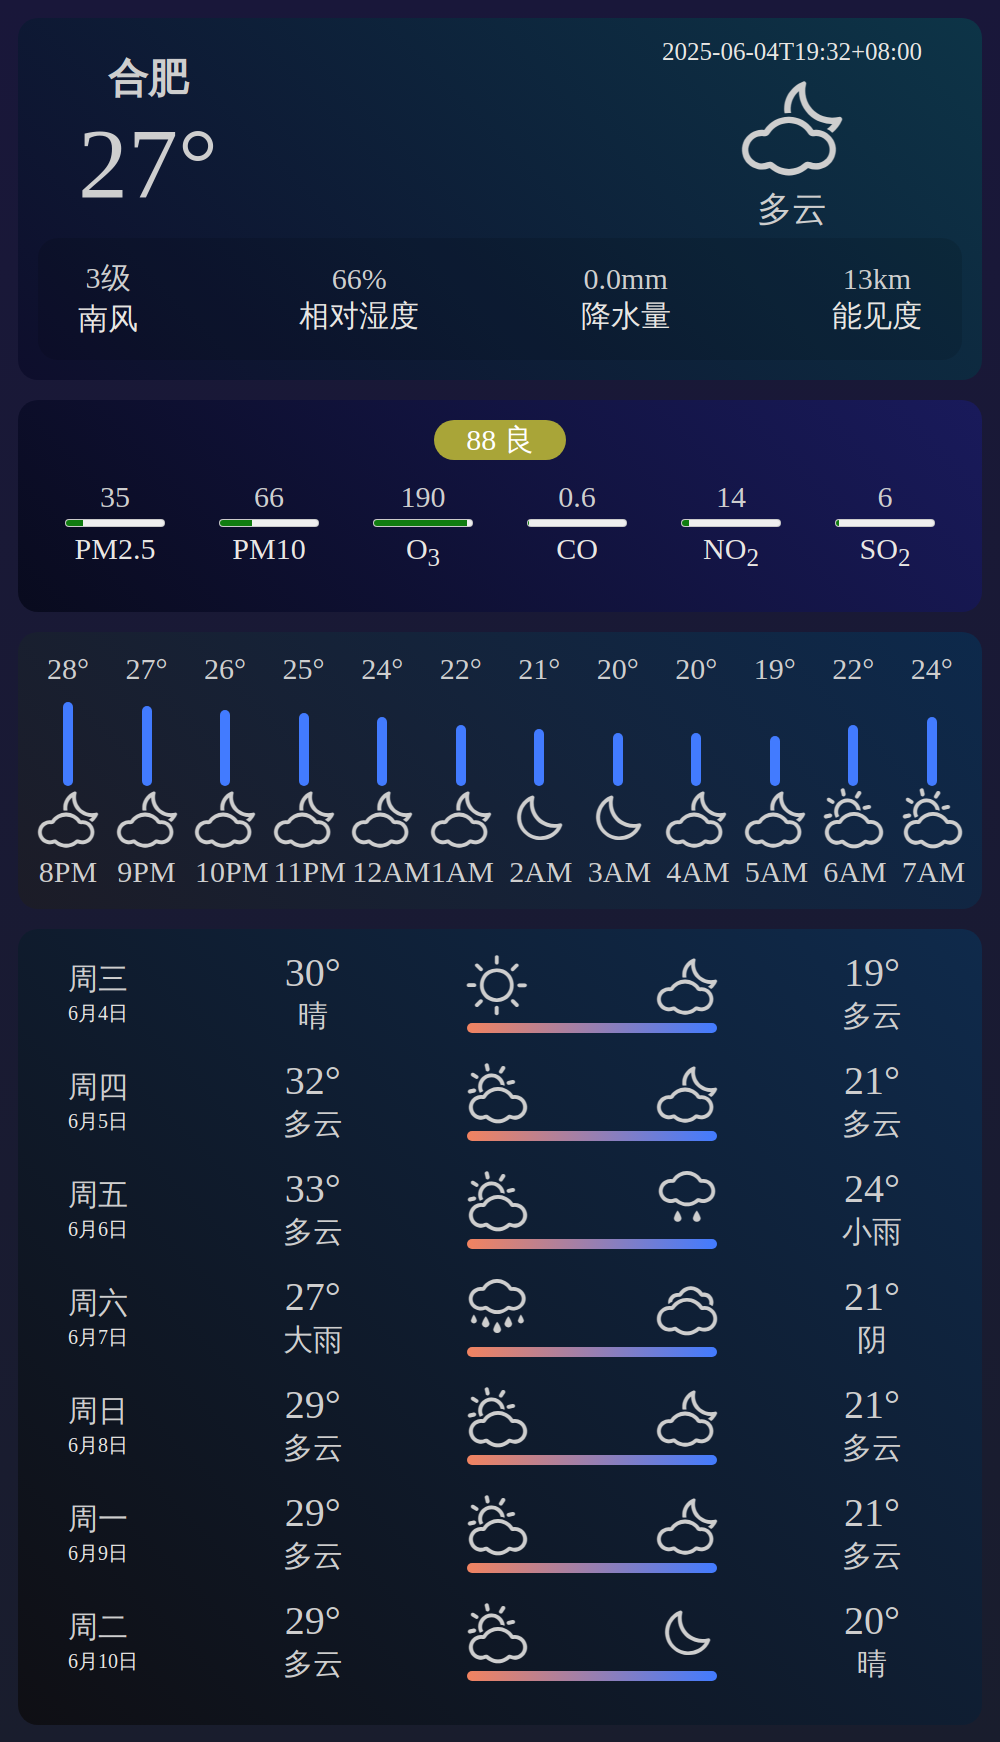 合肥
27°
2025-06-04T19:32+08:00
多云
3级 66% 0.0mm 13km
南风 相对湿度 降水量 能见度
88 良
35 66 190 0.6 14 6
PM2.5 PM10 O3 CO NO2 SO2
28° 27° 26° 25° 24° 22° 21° 20° 20° 19° 22° 24°
8PM 9PM 10PM 11PM 12AM 1AM 2AM 3AM 4AM 5AM 6AM 7AM
周三 30° 19°
6月4日 晴 多云
周四 32° 21°
6月5日 多云 多云
周五 33° 24°
6月6日 多云 小雨
周六 27° 21°
6月7日 大雨 阴
周日 29° 21°
6月8日 多云 多云
周一 29° 21°
6月9日 多云 多云
周二 29° 20°
6月10日 多云 晴